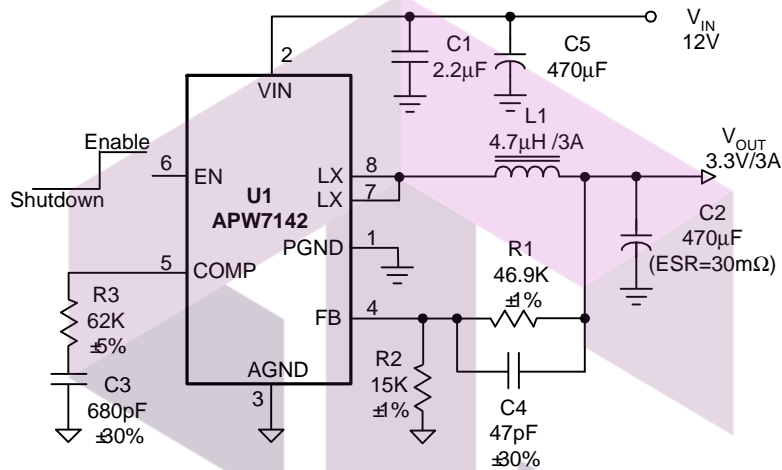 V_IN
12V
C1
2.2μF
C5
470μF
2
VIN
L1
4.7μH /3A
V_OUT
3.3V/3A
Enable
Shutdown
6
EN
U1
APW7142
LX
8
LX
7
PGND
1
C2
470μF
(ESR=30mΩ)
5
COMP
R1
46.9K
±1%
R3
62K
±5%
FB
4
R2
15K
±1%
AGND
3
C3
680pF
±30%
C4
47pF
±30%